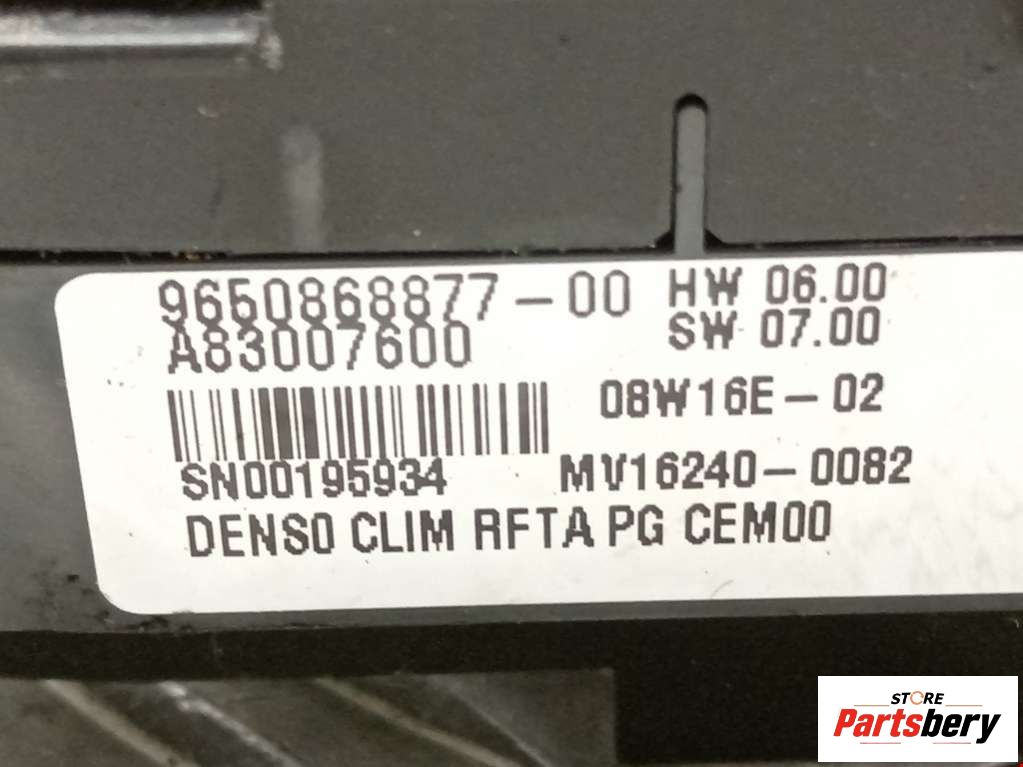 9650868877-00 HW 06.00
A83007600 SW 07.00
08W16E-02
SN00195934 MV16240-0082
DENSO CLIM RFTA PG CEM00
STORE
Partsbery